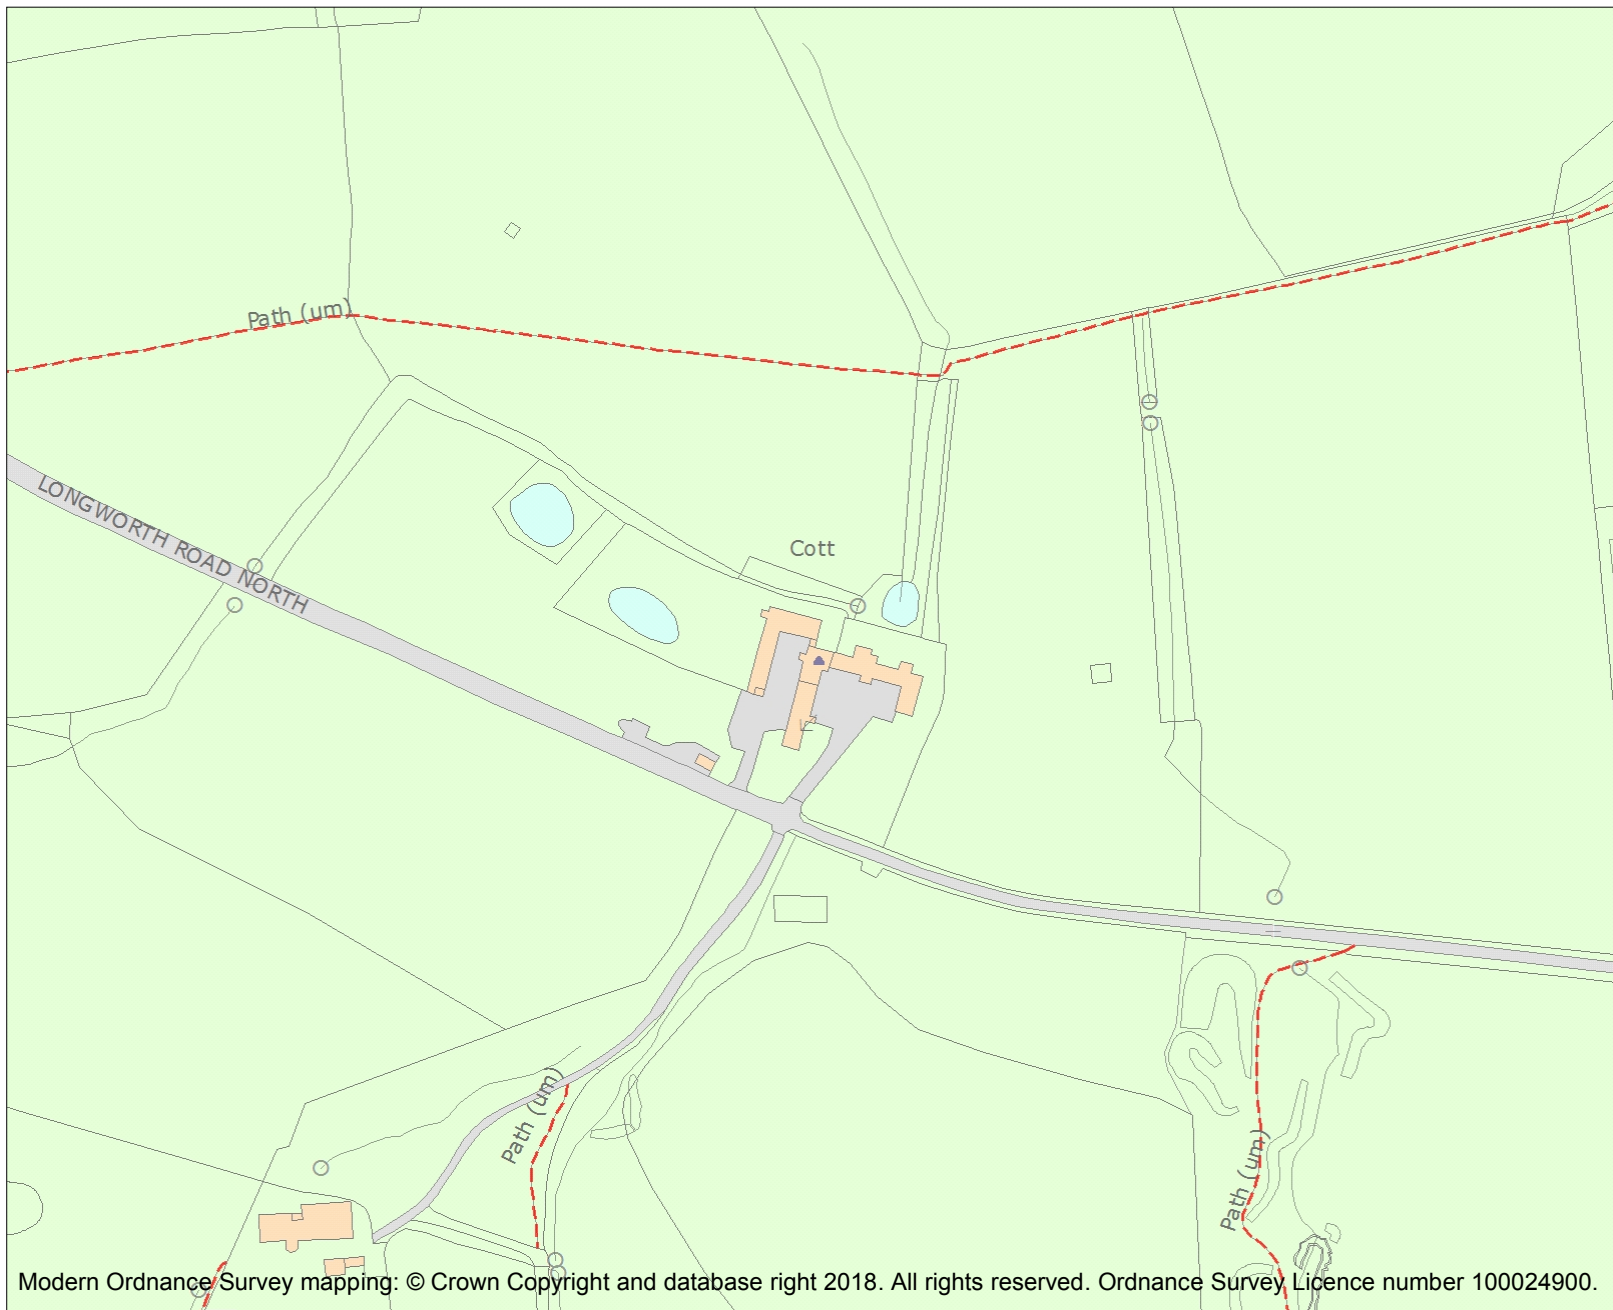 Path (um)
LONGWORTH ROAD NORTH
Cott
Path (um)
Path (um)
Modern Ordnance Survey mapping: © Crown Copyright and database right 2018. All rights reserved. Ordnance Survey Licence number 100024900.